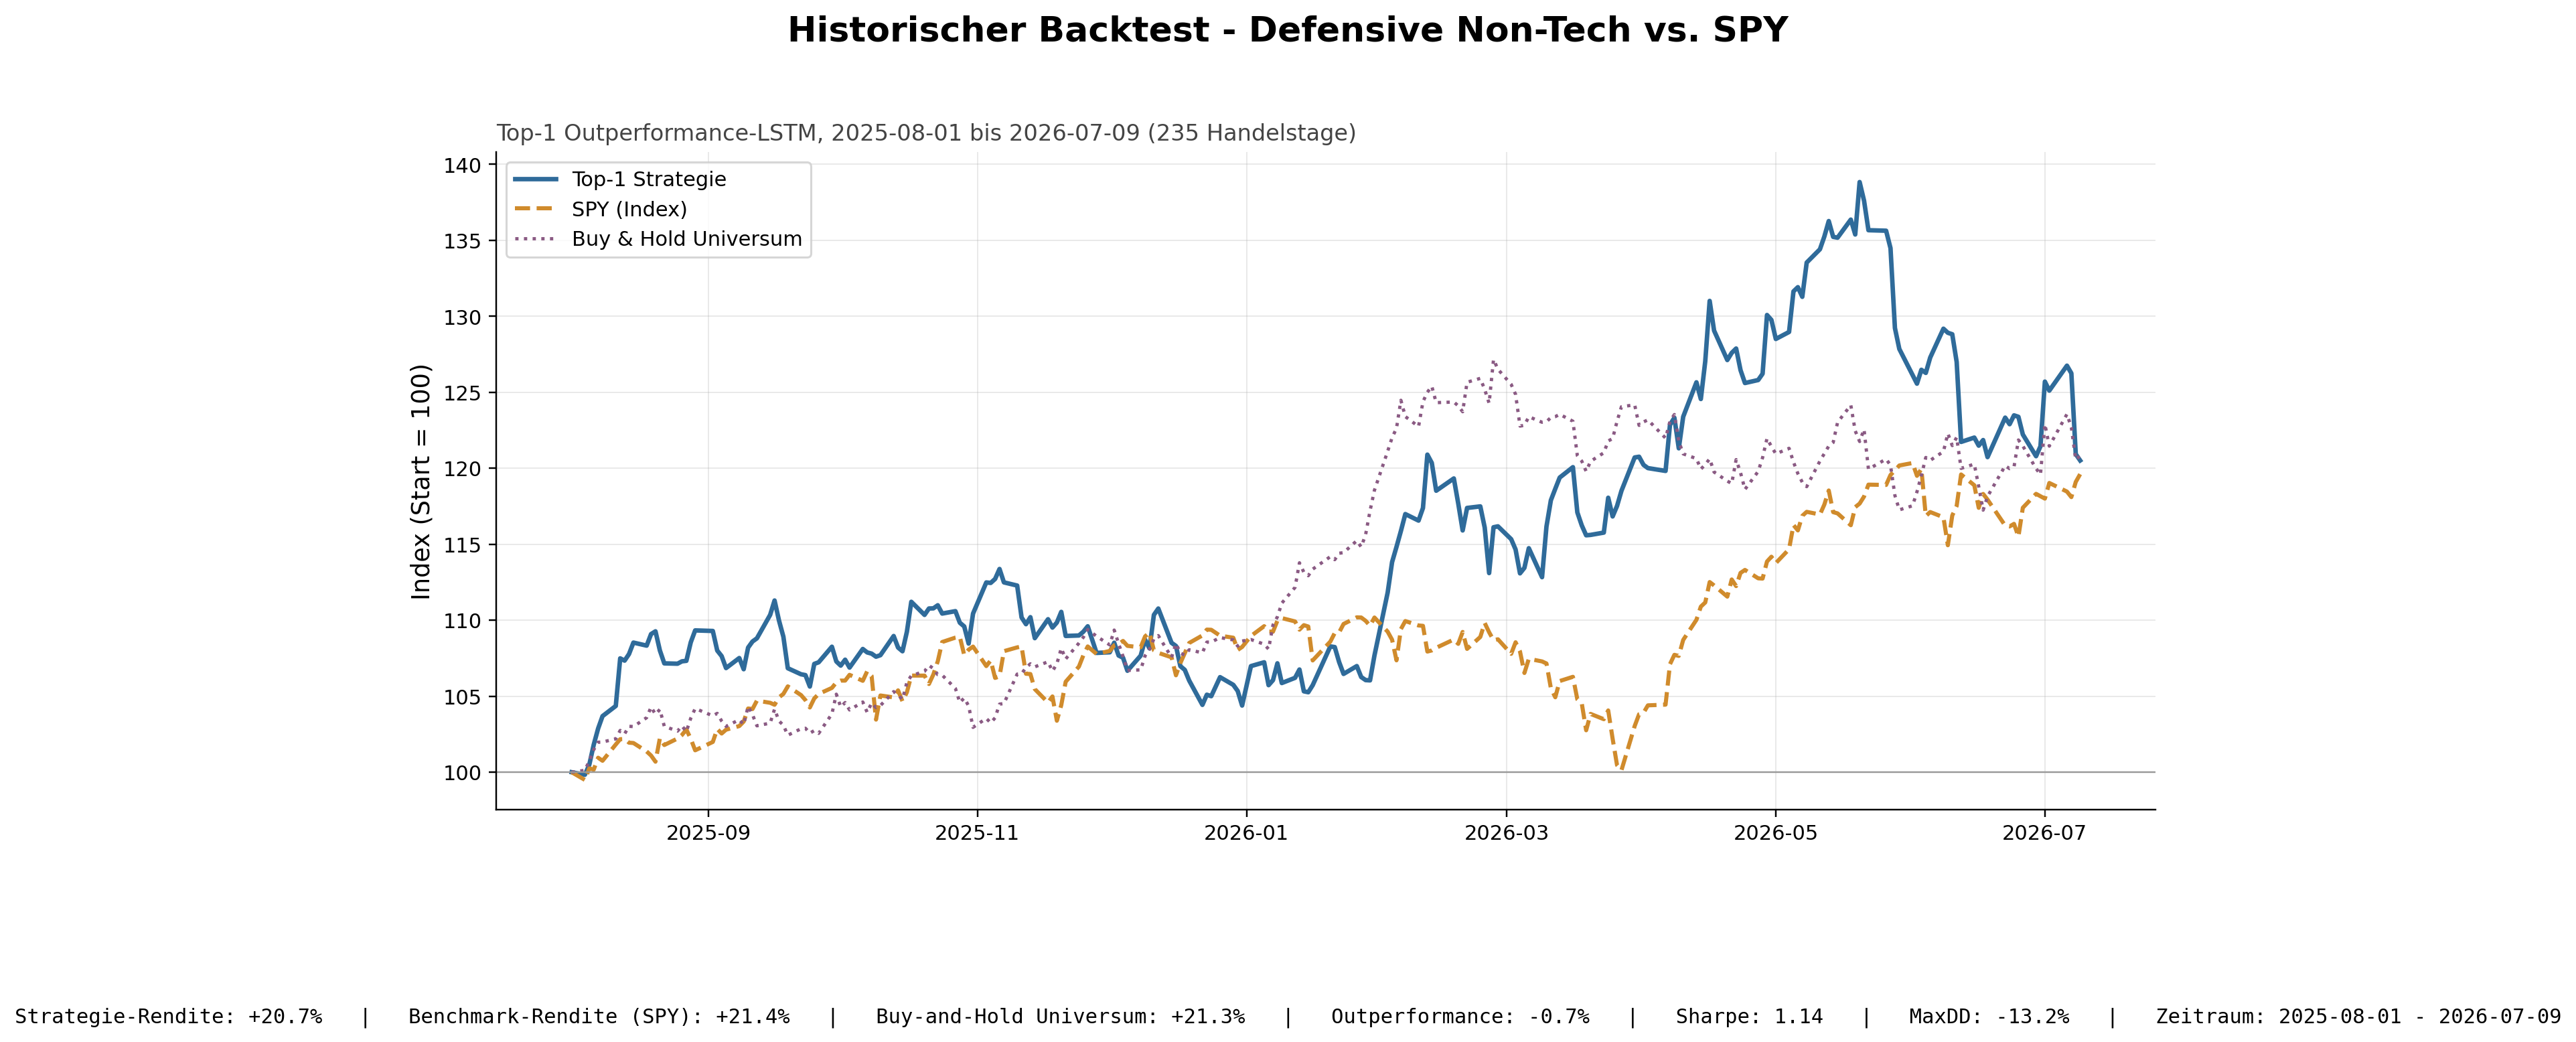 Historischer Backtest - Defensive Non-Tech vs. SPY
Top-1 Outperformance-LSTM, 2025-08-01 bis 2026-07-09 (235 Handelstage)
Top-1 Strategie
SPY (Index)
Buy & Hold Universum
Index (Start = 100)
140
135
130
125
120
115
110
105
100
2025-09
2025-11
2026-01
2026-03
2026-05
2026-07
Strategie-Rendite: +20.7% | Benchmark-Rendite (SPY): +21.4% | Buy-and-Hold Universum: +21.3% | Outperformance: -0.7% | Sharpe: 1.14 | MaxDD: -13.2% | Zeitraum: 2025-08-01 - 2026-07-09